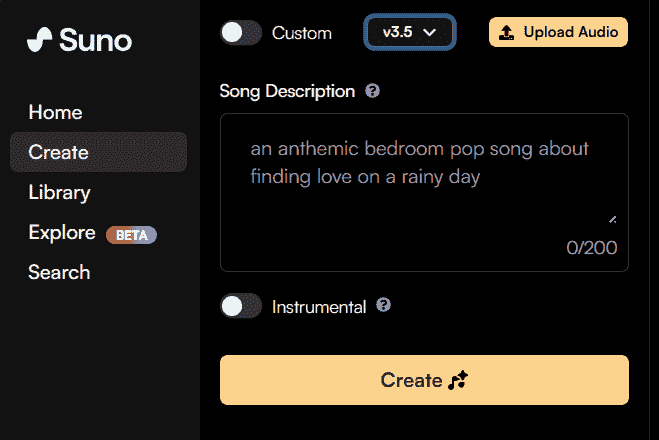 Suno
Home
Create
Library
Explore BETA
Search
Custom
v3.5
Upload Audio
Song Description ?
an anthemic bedroom pop song about
finding love on a rainy day
0/200
Instrumental ?
Create